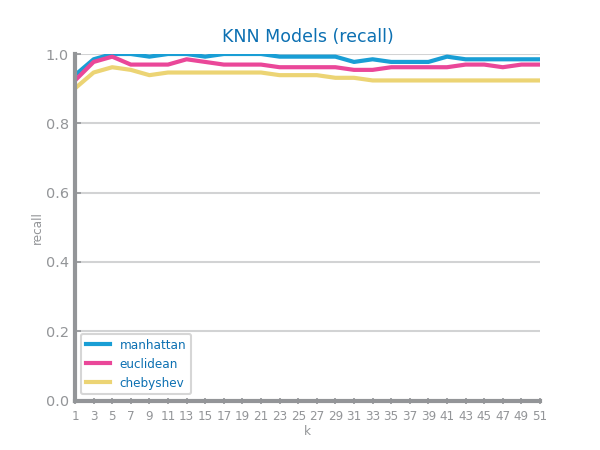 KNN Models (recall)
1.0
0.8
0.6
0.4
0.2
0.0
recall
manhattan
euclidean
chebyshev
1 3 5 7 9 11 13 15 17 19 21 23 25 27 29 31 33 35 37 39 41 43 45 47 49 51
k